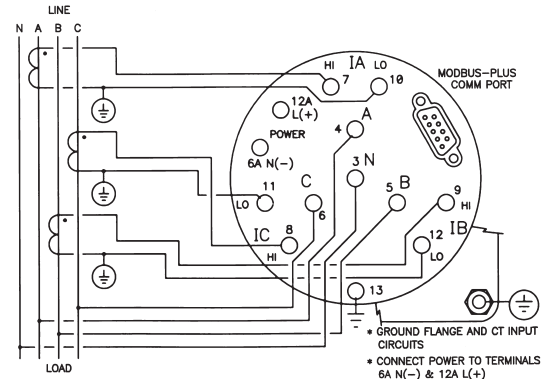 LINE
N A B C
HI IA LO
7 10
MODBUS-PLUS
COMM PORT
12A
L(+)
A
4
POWER
6A N(-)
3 N
11
LO
C
6
5 B
9
HI
8
IC
HI
12
LO
IB
13
* GROUND FLANGE AND CT INPUT
CIRCUITS
* CONNECT POWER TO TERMINALS
6A N(-) & 12A L(+)
LOAD